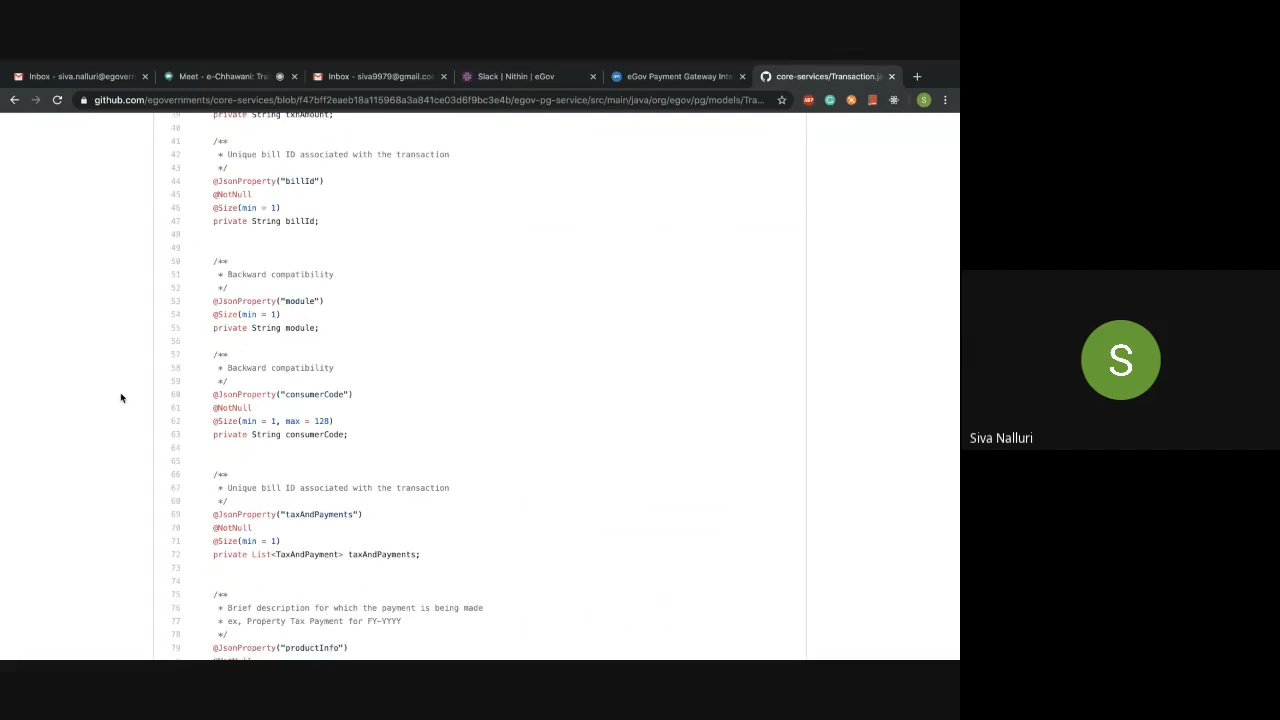 Inbox - siva.nalluri@egovern
Meet - e-Chhawani: Tra
Inbox - siva9979@gmail.co
Slack | Nithin | eGov
eGov Payment Gateway Inte
core-services/Transaction.ja
github.com/egovernments/core-services/blob/f47bff2eaeb18a115968a3a841ce03d6f9bc3e4b/egov-pg-service/src/main/java/org/egov/pg/models/Tra...
ABP
S
39 private String txnAmount;
40
41 /**
42 * Unique bill ID associated with the transaction
43 */
44 @JsonProperty("billId")
45 @NotNull
46 @Size(min = 1)
47 private String billId;
48
49
50 /**
51 * Backward compatibility
52 */
53 @JsonProperty("module")
54 @Size(min = 1)
55 private String module;
56
57 /**
58 * Backward compatibility
59 */
60 @JsonProperty("consumerCode")
61 @NotNull
62 @Size(min = 1, max = 128)
63 private String consumerCode;
64
65
66 /**
67 * Unique bill ID associated with the transaction
68 */
69 @JsonProperty("taxAndPayments")
70 @NotNull
71 @Size(min = 1)
72 private List<TaxAndPayment> taxAndPayments;
73
74
75 /**
76 * Brief description for which the payment is being made
77 * ex, Property Tax Payment for FY-YYYY
78 */
79 @JsonProperty("productInfo")
@NotNull
S
Siva Nalluri